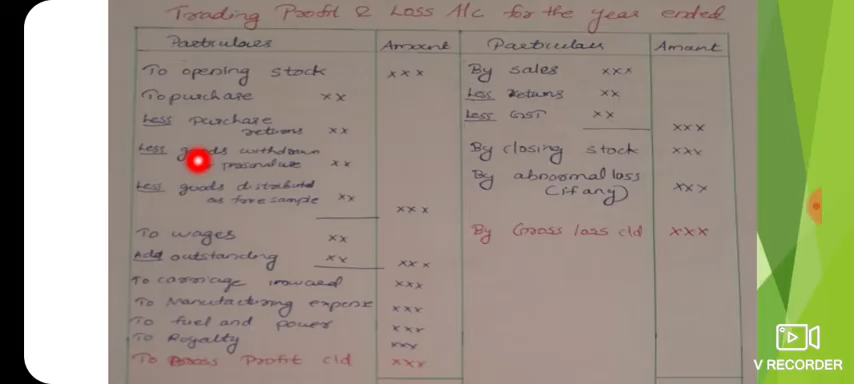 Trading Profit & Loss A/c for the year ended
Particulars Amount Particulars Amount
To opening stock xxx
To purchase xx
Less purchase
returns xx
Less goods withdrawn
personal use xx
Less goods distributed
as free sample xx
xxx
To wages xx
Add outstanding xx xxx
To carriage inward xxx
To Manufacturing expense xxx
To fuel and power xxx
To Royalty xxx
To Gross Profit c/d xxx
By sales xxx
Less returns xx
Less GST xx
xxx
By closing stock xxx
By abnormal loss
(if any) xxx
By Gross loss c/d xxx
V RECORDER